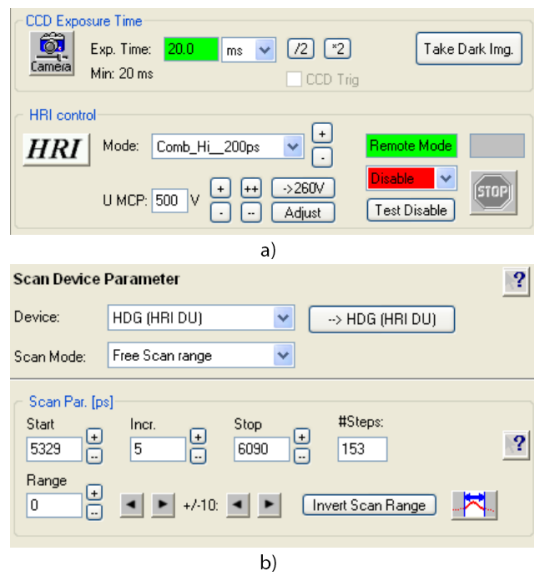 CCD Exposure Time
Camera Exp. Time: 20.0 ms /2 *2 Take Dark Img.
Min: 20 ms CCD Trig
HRI control
HRI Mode: Comb_Hi__200ps + - Remote Mode
Disable STOP
U MCP: 500 V + ++ ->260V
- -- Adjust Test Disable
a)
Scan Device Parameter ?
Device: HDG (HRI DU) --> HDG (HRI DU)
Scan Mode: Free Scan range
Scan Par. [ps]
Start Incr. Stop #Steps:
5329 + -- 5 + -- 6090 + -- 153 ?
Range
0 + -- +/-10: Invert Scan Range
b)